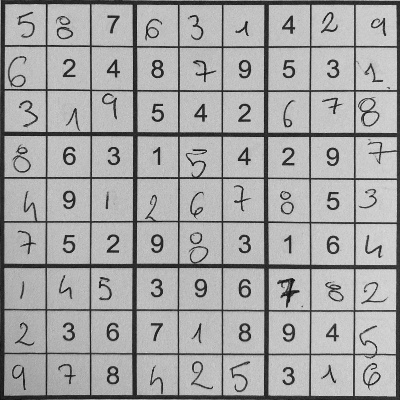 5 8 7 6 3 1 4 2 9
6 2 4 8 7 9 5 3 1
3 1 9 5 4 2 6 7 8
8 6 3 1 5 4 2 9 7
4 9 1 2 6 7 8 5 3
7 5 2 9 8 3 1 6 4
1 4 5 3 9 6 7 8 2
2 3 6 7 1 8 9 4 5
9 7 8 4 2 5 3 1 6